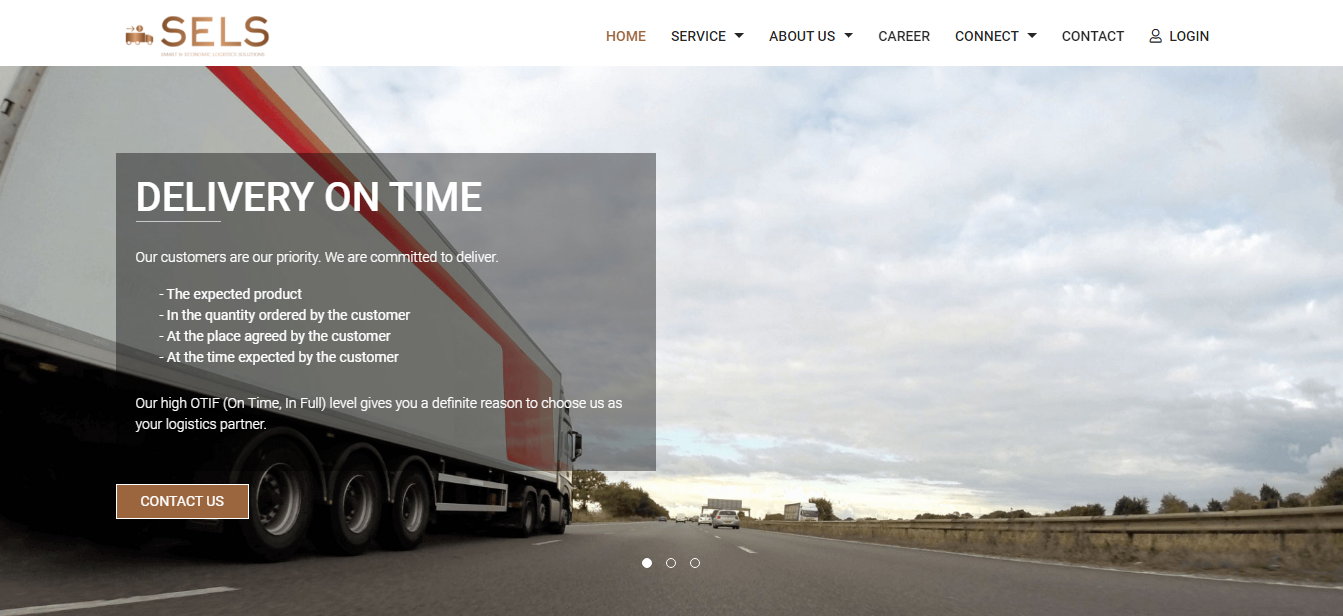 SELS
SMART & ECONOMIC LOGISTICS SOLUTIONS
HOME SERVICE ABOUT US CAREER CONNECT CONTACT LOGIN
DELIVERY ON TIME
Our customers are our priority. We are committed to deliver.
- The expected product
- In the quantity ordered by the customer
- At the place agreed by the customer
- At the time expected by the customer
Our high OTIF (On Time, In Full) level gives you a definite reason to choose us as
your logistics partner.
CONTACT US